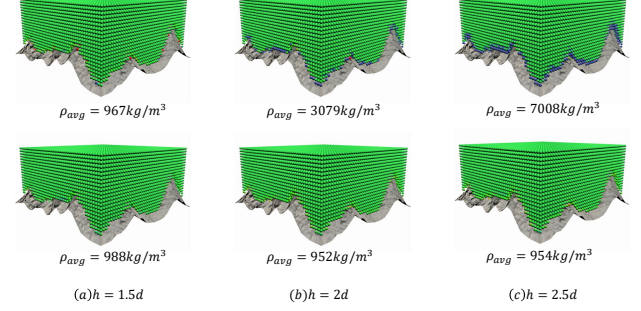 ρ_avg = 967kg/m³ ρ_avg = 3079kg/m³ ρ_avg = 7008kg/m³
ρ_avg = 988kg/m³ ρ_avg = 952kg/m³ ρ_avg = 954kg/m³
(a)h = 1.5d (b)h = 2d (c)h = 2.5d